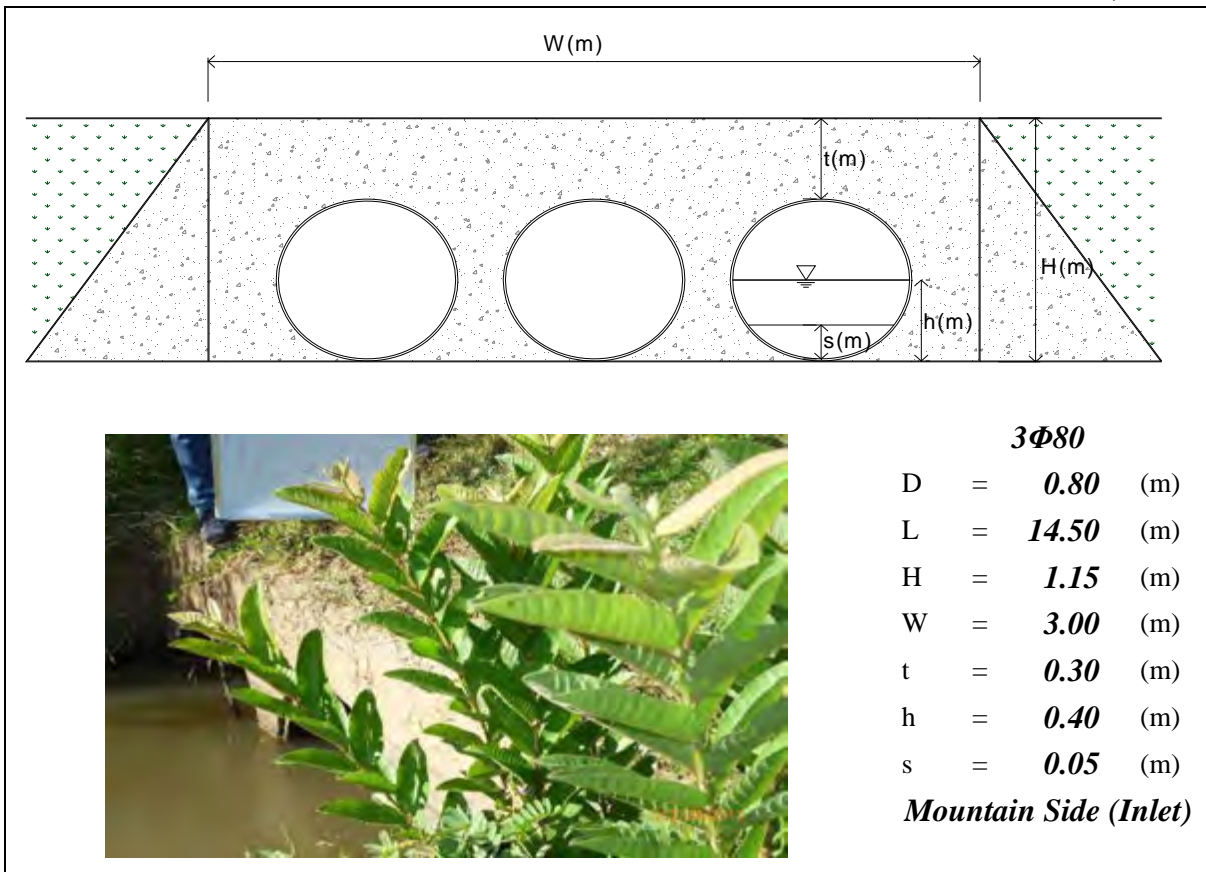 W(m)
t(m)
H(m)
h(m)
s(m)
3Φ80
D = 0.80 (m)
L = 14.50 (m)
H = 1.15 (m)
W = 3.00 (m)
t = 0.30 (m)
h = 0.40 (m)
s = 0.05 (m)
Mountain Side (Inlet)